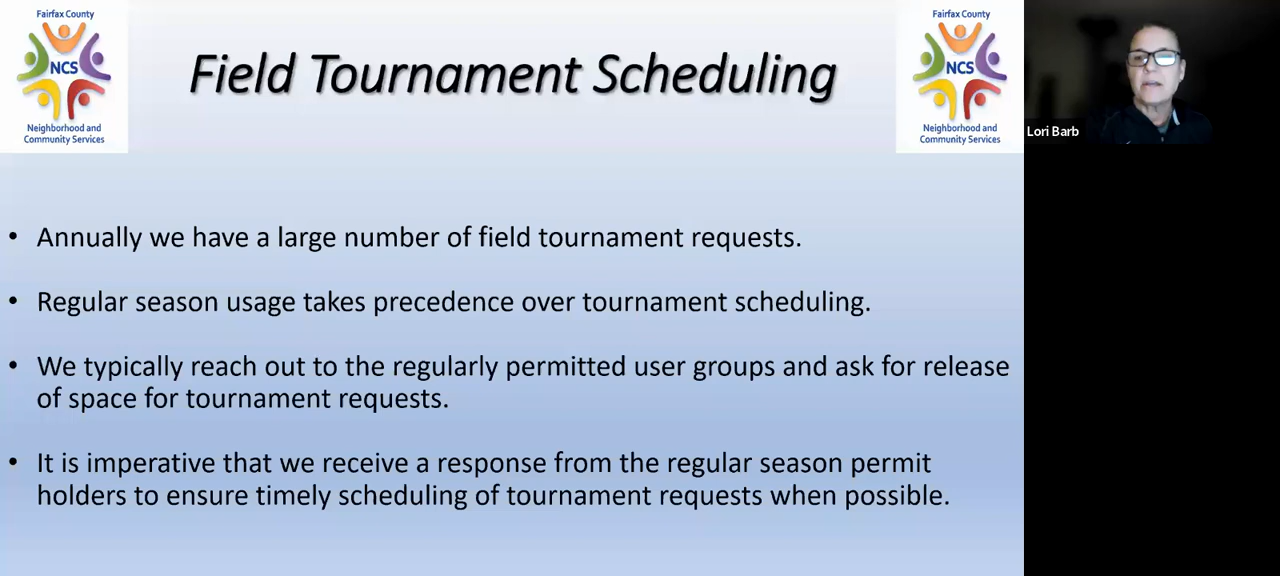 Fairfax County
NCS
Neighborhood and
Community Services
Field Tournament Scheduling
Fairfax County
NCS
Neighborhood and
Community Services
Lori Barb
• Annually we have a large number of field tournament requests.
• Regular season usage takes precedence over tournament scheduling.
• We typically reach out to the regularly permitted user groups and ask for release
of space for tournament requests.
• It is imperative that we receive a response from the regular season permit
holders to ensure timely scheduling of tournament requests when possible.